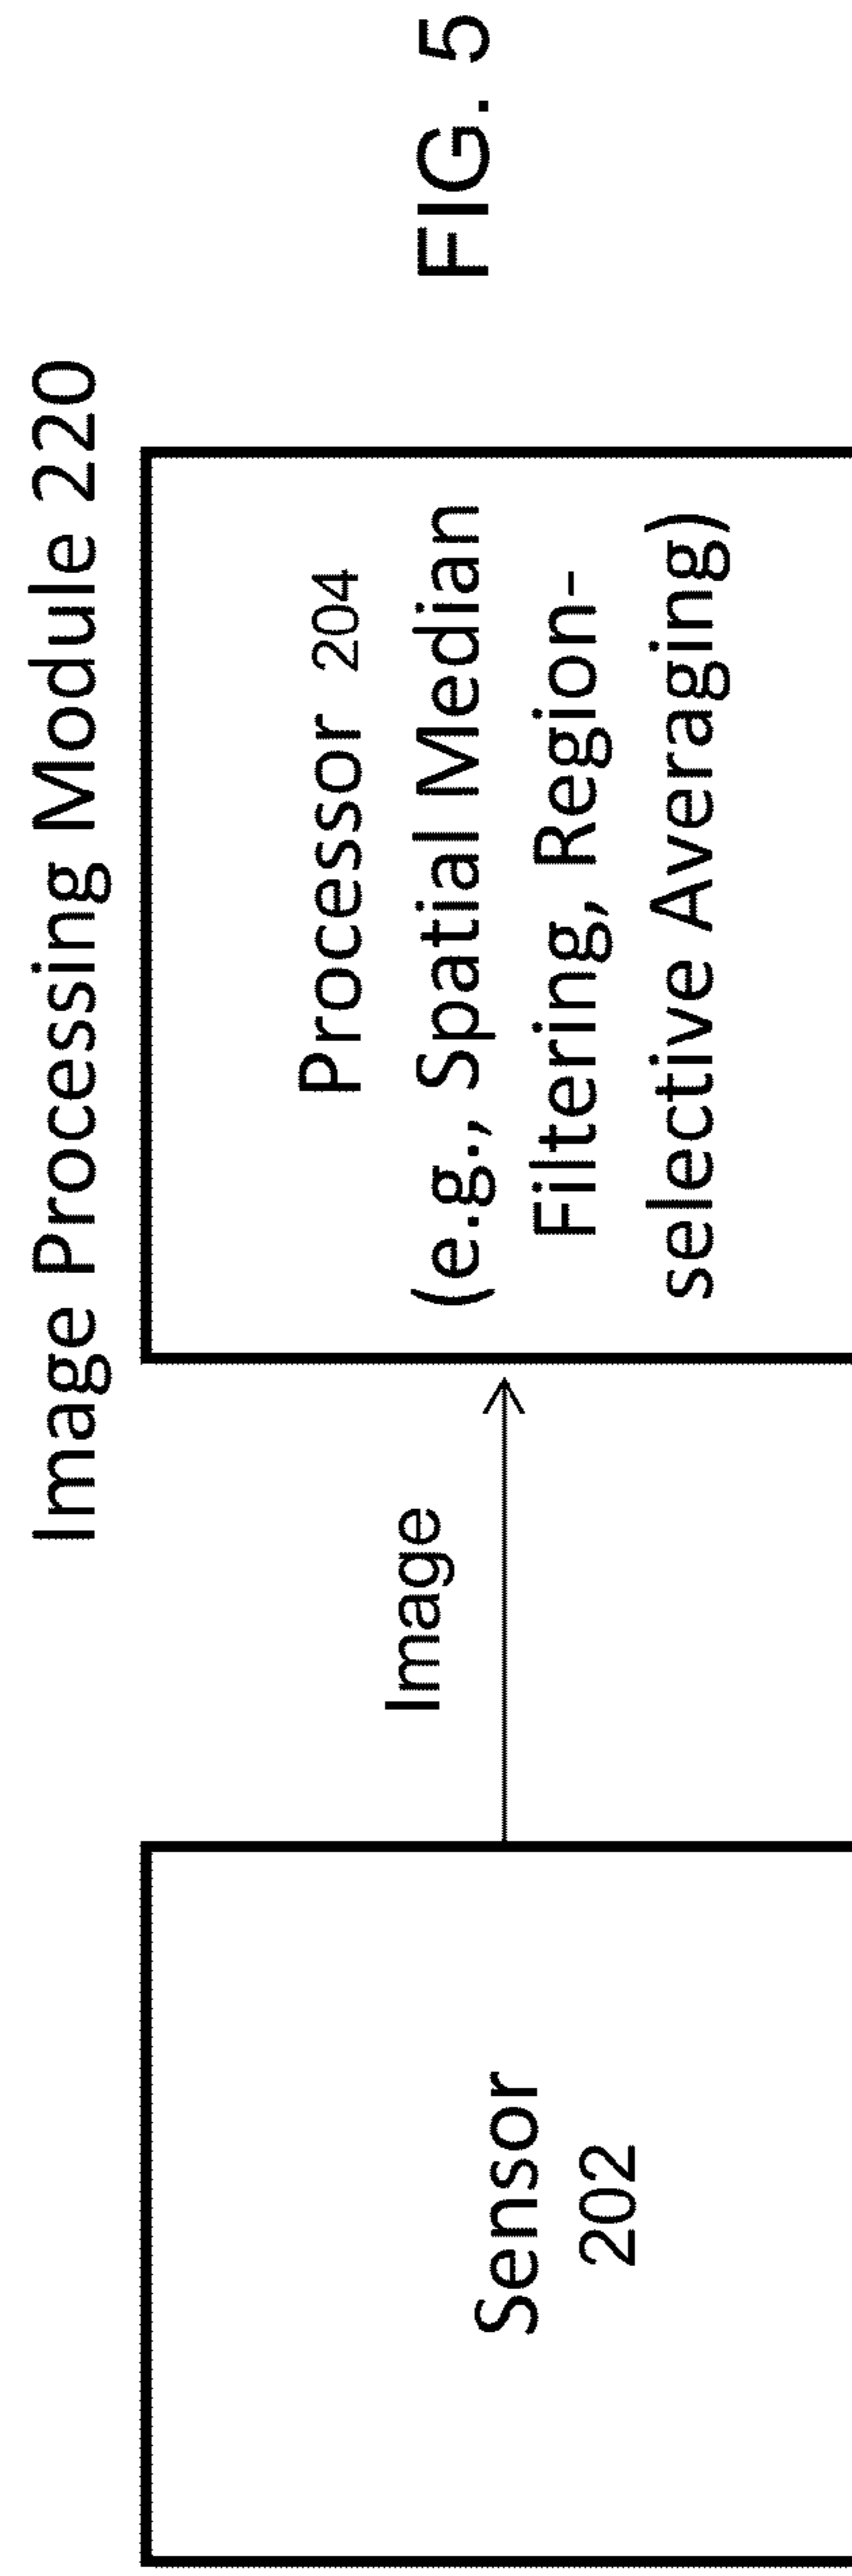 Image Processing Module 220
Sensor
202
Image
Processor 204
(e.g., Spatial Median
Filtering, Region-
selective Averaging)
FIG. 5